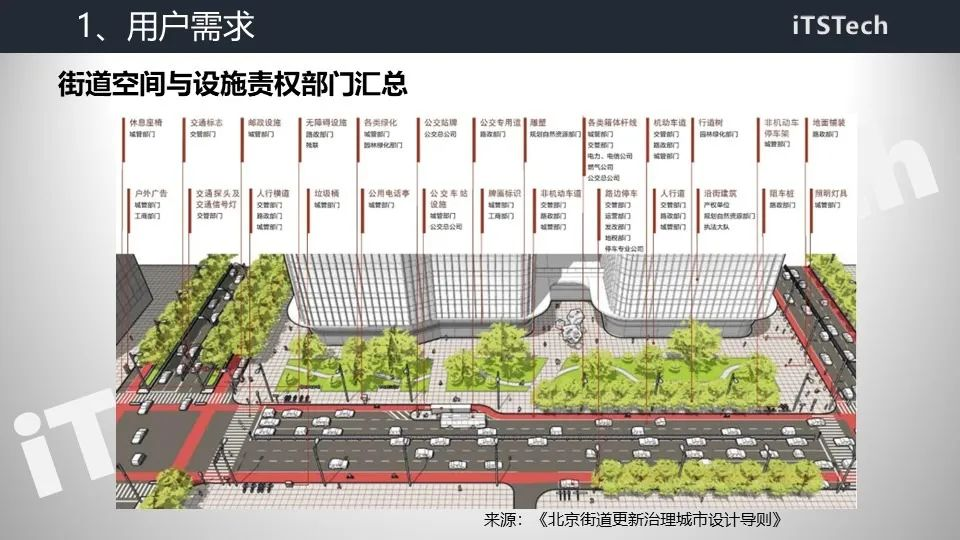 1、用户需求
iTSTech
街道空间与设施责权部门汇总
休息座椅
城管部门
交通标志
交管部门
邮政设施
城管部门
无障碍设施
路政部门
残联
各类绿化
城管部门
园林绿化部门
公交站牌
公交总公司
公交专用道
路政部门
雕塑
规划自然资源部门
各类箱体杆线
城管部门
交管部门
电力、电信公司
燃气公司
公交总公司
机动车道
交管部门
路政部门
城管部门
行道树
园林绿化部门
非机动车
停车架
城管部门
地面铺装
路政部门
户外广告
城管部门
工商部门
交通探头及
交通信号灯
交管部门
人行横道
交管部门
路政部门
城管部门
垃圾桶
城管部门
公用电话亭
城管部门
公交车站
设施
城管部门
公交总公司
牌匾标识
城管部门
工商部门
非机动车道
交管部门
路政部门
城管部门
路边停车
交管部门
运营部门
发改部门
地税部门
停车专业公司
人行道
交管部门
路政部门
城管部门
沿街建筑
产权单位
规划自然资源部门
执法大队
阻车桩
路政部门
照明灯具
城管部门
来源：《北京街道更新治理城市设计导则》